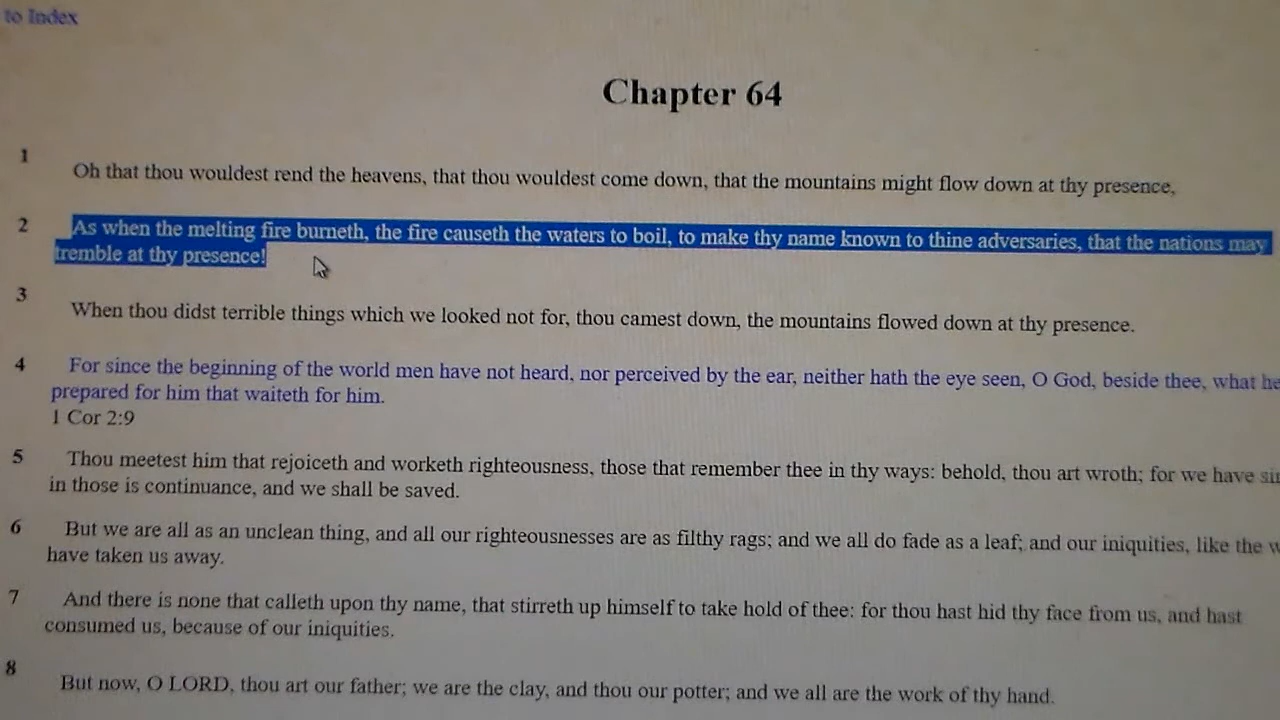 to Index
Chapter 64
1
Oh that thou wouldest rend the heavens, that thou wouldest come down, that the mountains might flow down at thy presence,
2
As when the melting fire burneth, the fire causeth the waters to boil, to make thy name known to thine adversaries, that the nations may
tremble at thy presence!
3
When thou didst terrible things which we looked not for, thou camest down, the mountains flowed down at thy presence.
4
For since the beginning of the world men have not heard, nor perceived by the ear, neither hath the eye seen, O God, beside thee, what he
prepared for him that waiteth for him.
1 Cor 2:9
5
Thou meetest him that rejoiceth and worketh righteousness, those that remember thee in thy ways: behold, thou art wroth; for we have
in those is continuance, and we shall be saved.
6
But we are all as an unclean thing, and all our righteousnesses are as filthy rags; and we all do fade as a leaf; and our iniquities, like the
have taken us away.
7
And there is none that calleth upon thy name, that stirreth up himself to take hold of thee: for thou hast hid thy face from us, and hast
consumed us, because of our iniquities.
8
But now, O LORD, thou art our father; we are the clay, and thou our potter; and we all are the work of thy hand.